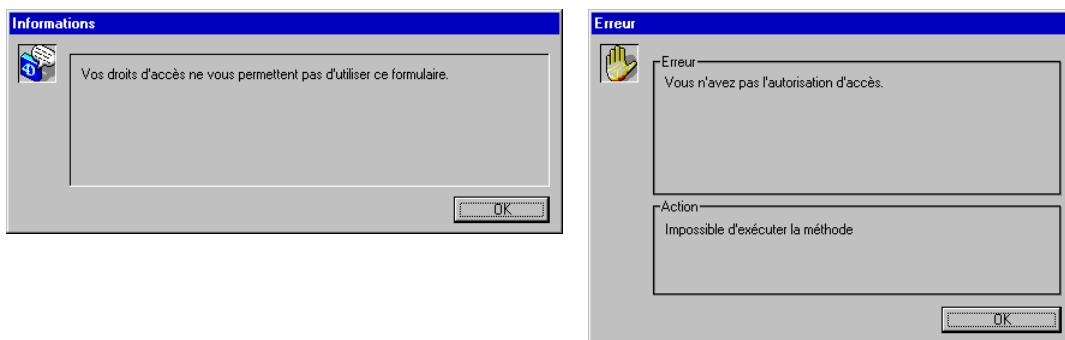 Informations
Vos droits d'accès ne vous permettent pas d'utiliser ce formulaire.
OK
Erreur
Erreur
Vous n'avez pas l'autorisation d'accès.
Action
Impossible d'exécuter la méthode
OK